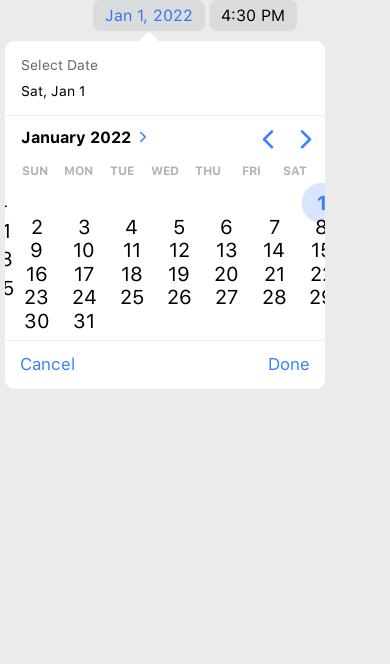 Jan 1, 2022 4:30 PM
Select Date
Sat, Jan 1
January 2022
SUN MON TUE WED THU FRI SAT
1
2 3 4 5 6 7 8
9 10 11 12 13 14 15
16 17 18 19 20 21 22
23 24 25 26 27 28 29
30 31
Cancel Done